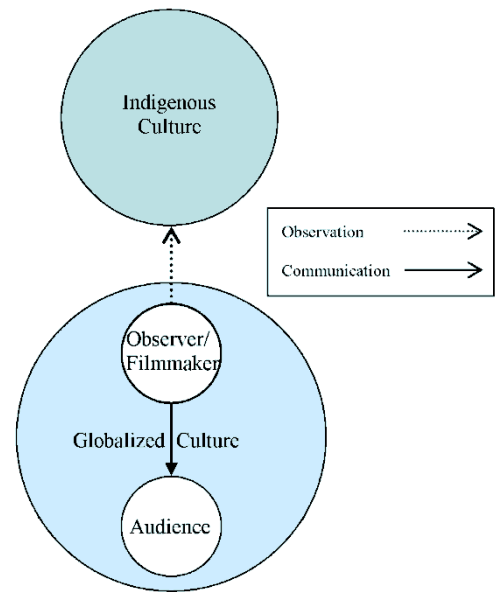 Indigenous
Culture
Observation
Communication
Observer/
Filmmaker
Globalized Culture
Audience